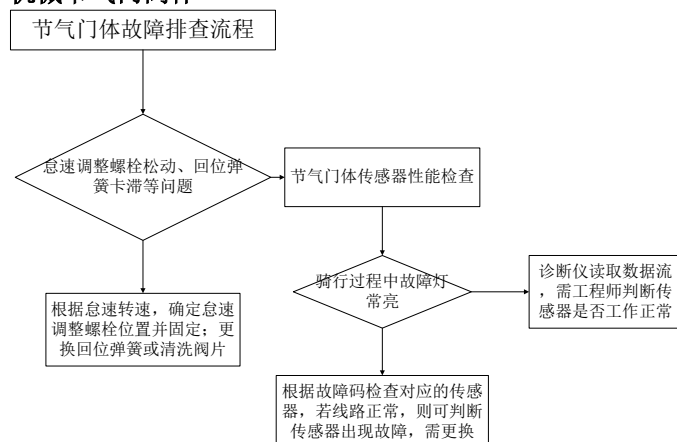 节气门体故障排查流程
怠速调整螺栓松动、回位弹
簧卡滞等问题
节气门体传感器性能检查
骑行过程中故障灯
常亮
诊断仪读取数据流
，需工程师判断传
感器是否工作正常
根据怠速转速，确定怠速
调整螺栓位置并固定；更
换回位弹簧或清洗阀片
根据故障码检查对应的传感
器，若线路正常，则可判断
传感器出现故障，需更换